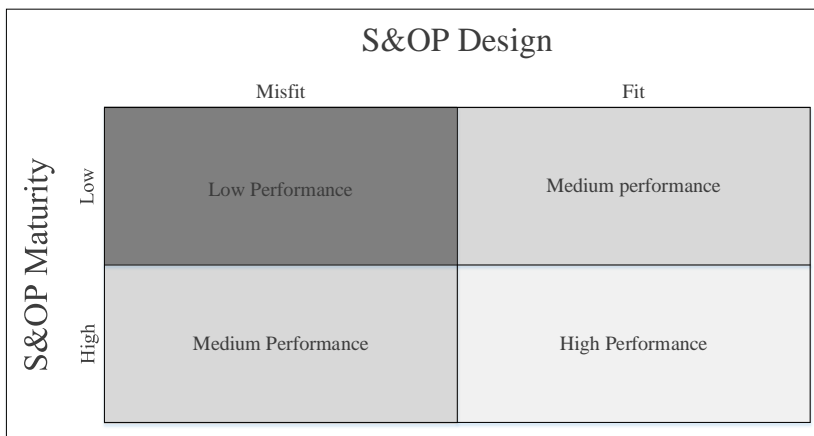 S&OP Design
Misfit
Fit
S&OP Maturity
Low
Low Performance
Medium performance
High
Medium Performance
High Performance